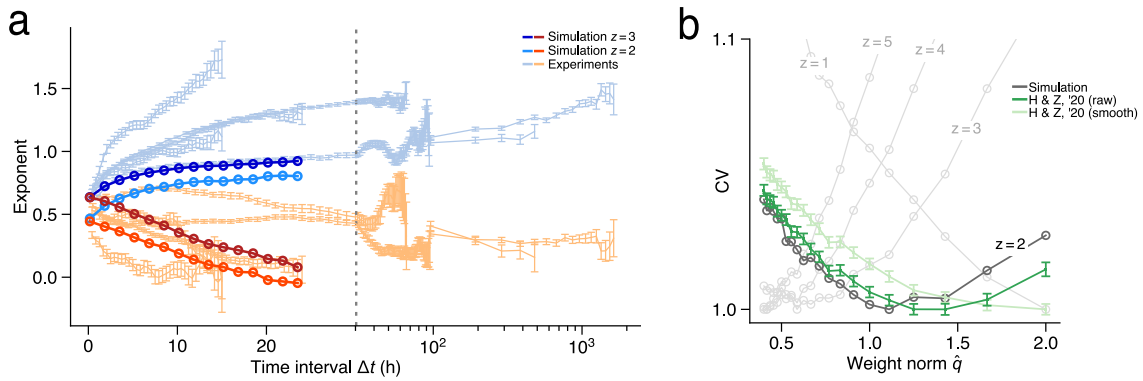 a
Simulation z = 3
Simulation z = 2
Experiments
Exponent
1.5
1.0
0.5
0.0
0
10
20
10²
10³
Time interval Δt (h)
b
CV
1.1
1.0
z = 1
z = 5
z = 4
z = 3
z = 2
Simulation
H & Z, '20 (raw)
H & Z, '20 (smooth)
0.5
1.0
1.5
2.0
Weight norm q̂